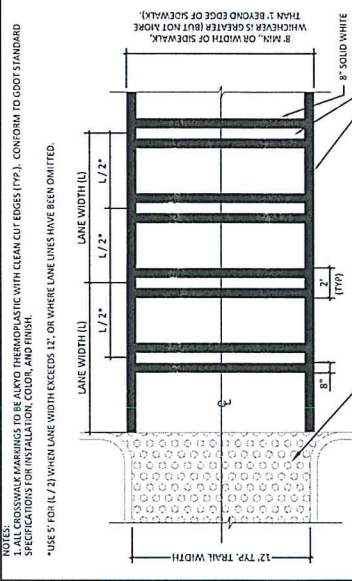 NOTES:
1. ALL CROSSWALK MARKINGS TO BE ALKYD THERMOPLASTIC WITH CLEAN CUT EDGES (TYP.). CONFORM TO GDOT STANDARD
SPECIFICATIONS FOR INSTALLATION, COLOR, AND FINISH.
*USE 5' FOR (L / 2) WHEN LANE WIDTH EXCEEDS 12', OR WHERE LANE LINES HAVE BEEN OMITTED.
LANE WIDTH (L)
LANE WIDTH (L)
L / 2*
L / 2*
L / 2*
8' MIN., OR WIDTH OF SIDEWALK,
WHICHEVER IS GREATER (BUT NOT MORE
THAN 1' BEYOND EDGE OF SIDEWALK).
8" SOLID WHITE
12' TYP. TRAIL WIDTH
8"
2'
(TYP)